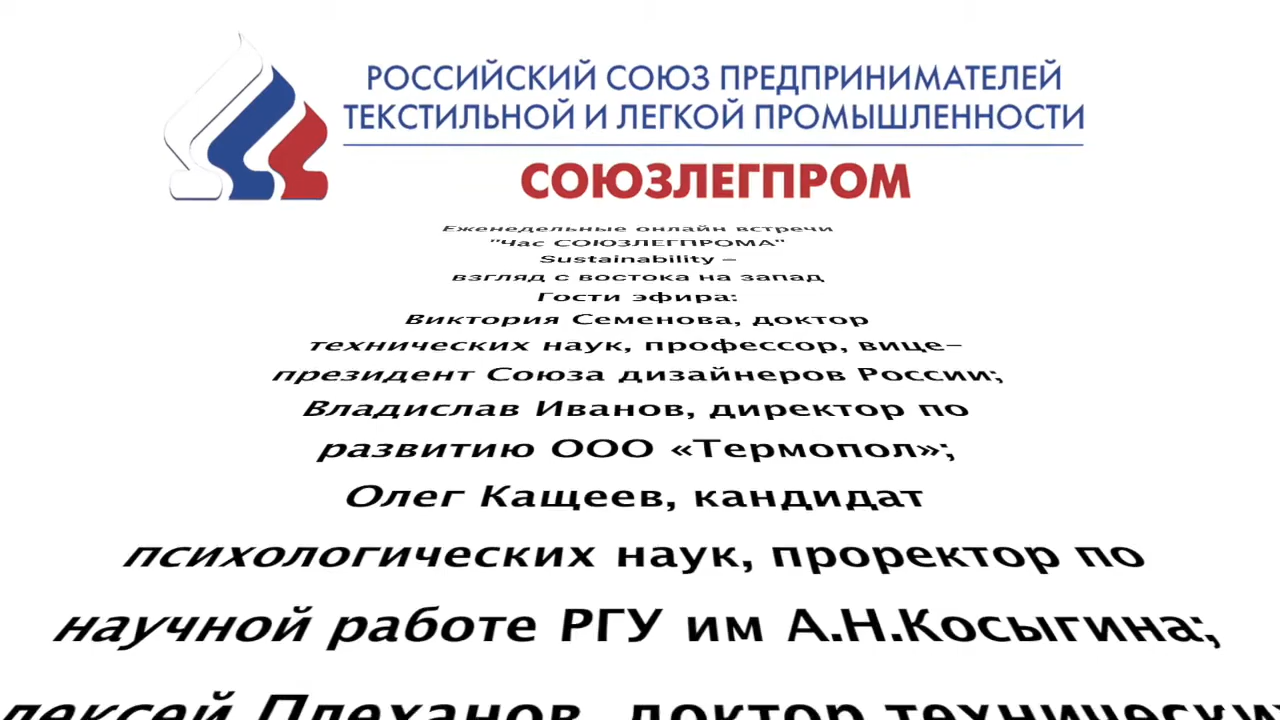 РОССИЙСКИЙ СОЮЗ ПРЕДПРИНИМАТЕЛЕЙ
ТЕКСТИЛЬНОЙ И ЛЕГКОЙ ПРОМЫШЛЕННОСТИ
СОЮЗЛЕГПРОМ
Еженедельные онлайн встречи
"Час СОЮЗЛЕГПРОМА"
Sustainability –
взгляд с востока на запад
Гости эфира:
Виктория Семенова, доктор
технических наук, профессор, вице–
президент Союза дизайнеров России;
Владислав Иванов, директор по
развитию ООО «Термопол»;
Олег Кащеев, кандидат
психологических наук, проректор по
научной работе РГУ им А.Н.Косыгина;
Плеханов, доктор